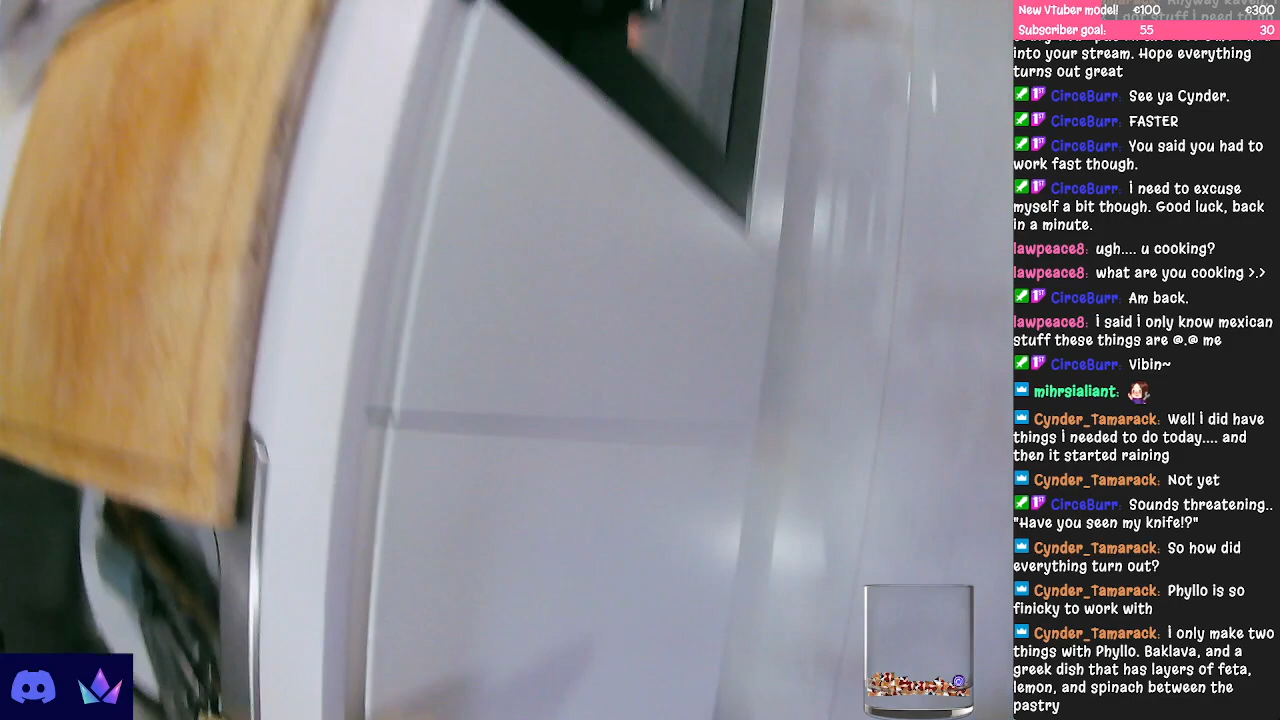 New VTuber model! €100 €300
Subscriber goal: 55 30
into your stream. Hope everything
turns out great
CirceBurr: See ya Cynder.
CirceBurr: FASTER
CirceBurr: You said you had to
work fast though.
CirceBurr: I need to excuse
myself a bit though. Good luck, back
in a minute.
lawpeace8: ugh.... u cooking?
lawpeace8: what are you cooking >.>
CirceBurr: Am back.
lawpeace8: i said i only know mexican
stuff these things are @.@ me
CirceBurr: Vibin~
mihrsialiant:
Cynder_Tamarack: Well i did have
things i needed to do today.... and
then it started raining
Cynder_Tamarack: Not yet
CirceBurr: Sounds threatening..
"Have you seen my knife!?"
Cynder_Tamarack: So how did
everything turn out?
Cynder_Tamarack: Phyllo is so
finicky to work with
Cynder_Tamarack: I only make two
things with Phyllo. Baklava, and a
greek dish that has layers of feta,
lemon, and spinach between the
pastry